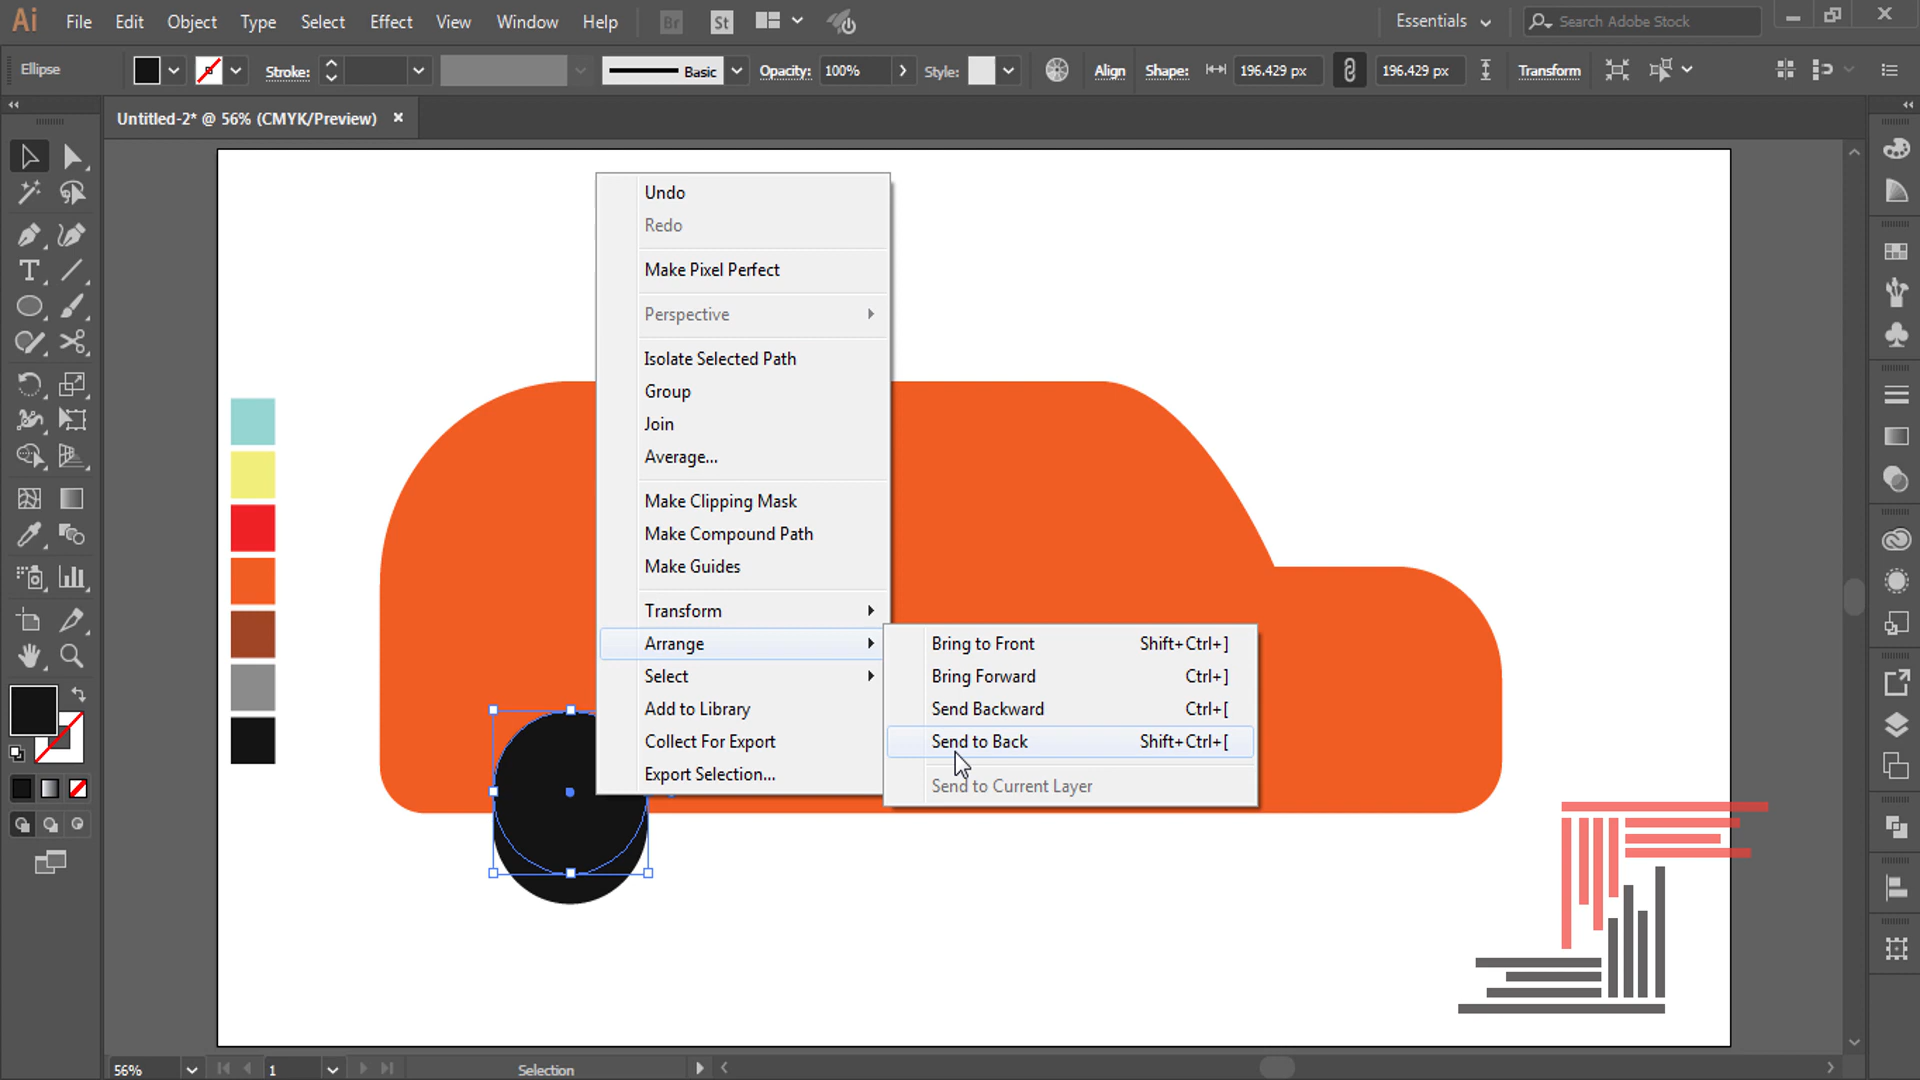 Ai File Edit Object Type Select Effect View Window Help Br St Essentials Search Adobe Stock
Ellipse Stroke: Basic Opacity: 100% Style: Align Shape: 196.429 px 196.429 px Transform
Untitled-2* @ 56% (CMYK/Preview)
Undo
Redo
Make Pixel Perfect
Perspective
Isolate Selected Path
Group
Join
Average...
Make Clipping Mask
Make Compound Path
Make Guides
Transform
Arrange
Select
Add to Library
Collect For Export
Export Selection...
Bring to Front Shift+Ctrl+]
Bring Forward Ctrl+]
Send Backward Ctrl+[
Send to Back Shift+Ctrl+[
Send to Current Layer
56% 1 Selection